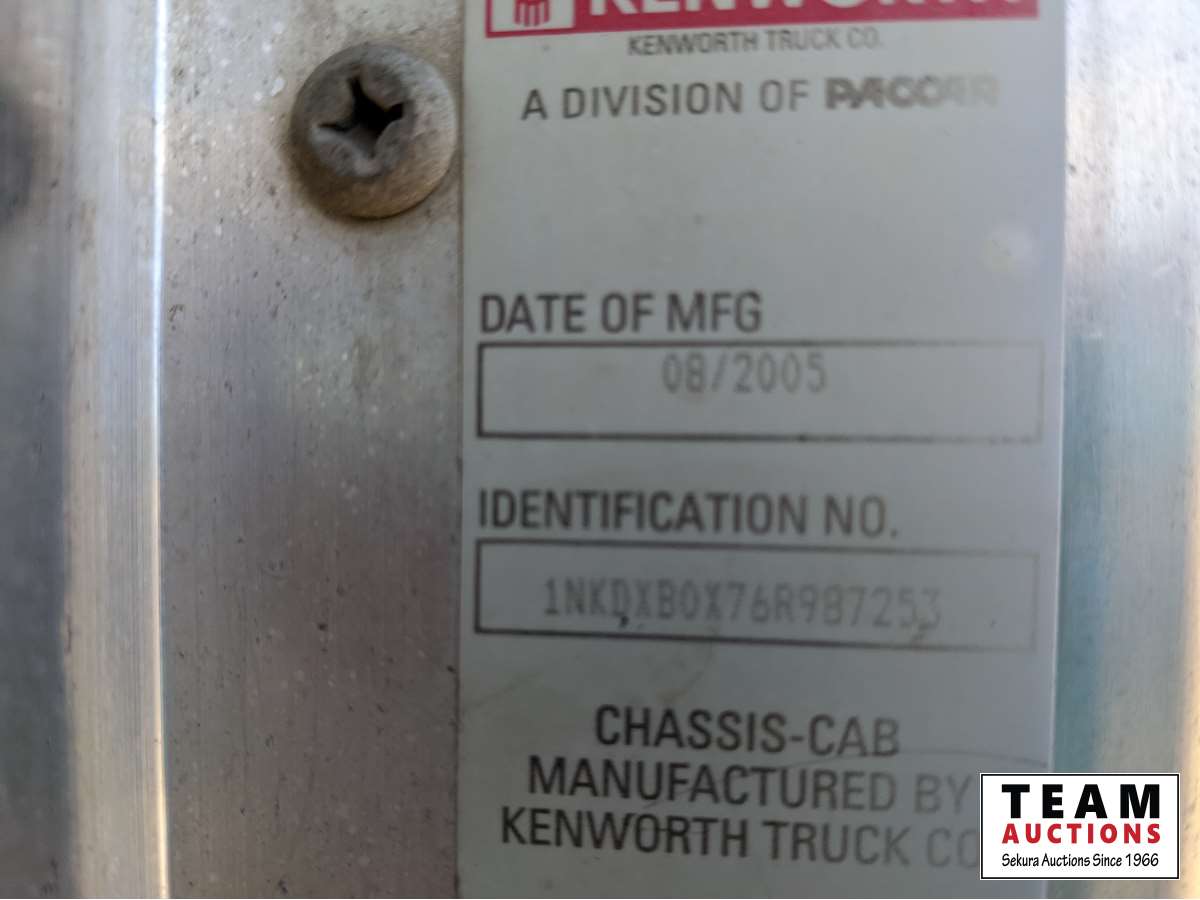 KENWORTH
KENWORTH TRUCK CO.
A DIVISION OF PACCAR
DATE OF MFG
08/2005
IDENTIFICATION NO.
1NKDXB0X76R987253
CHASSIS-CAB
MANUFACTURED BY
KENWORTH TRUCK CO
TEAM
AUCTIONS
Sekura Auctions Since 1966